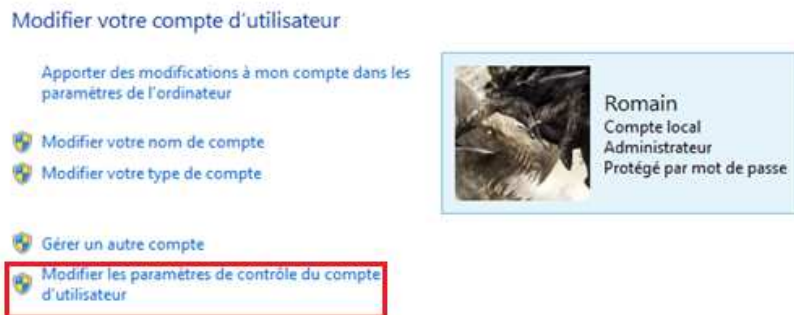 Modifier votre compte d'utilisateur
Apporter des modifications à mon compte dans les
paramètres de l'ordinateur
Modifier votre nom de compte
Modifier votre type de compte
Gérer un autre compte
Modifier les paramètres de contrôle du compte
d'utilisateur
Romain
Compte local
Administrateur
Protégé par mot de passe